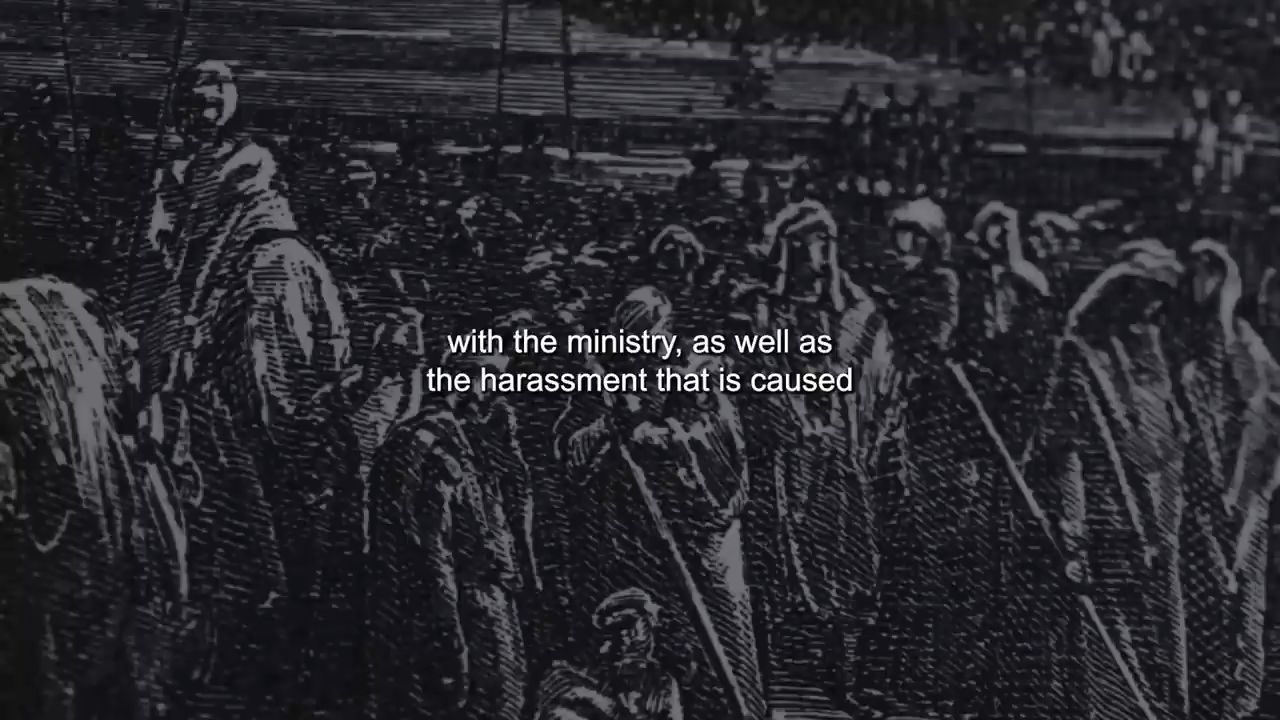 with the ministry, as well as
the harassment that is caused